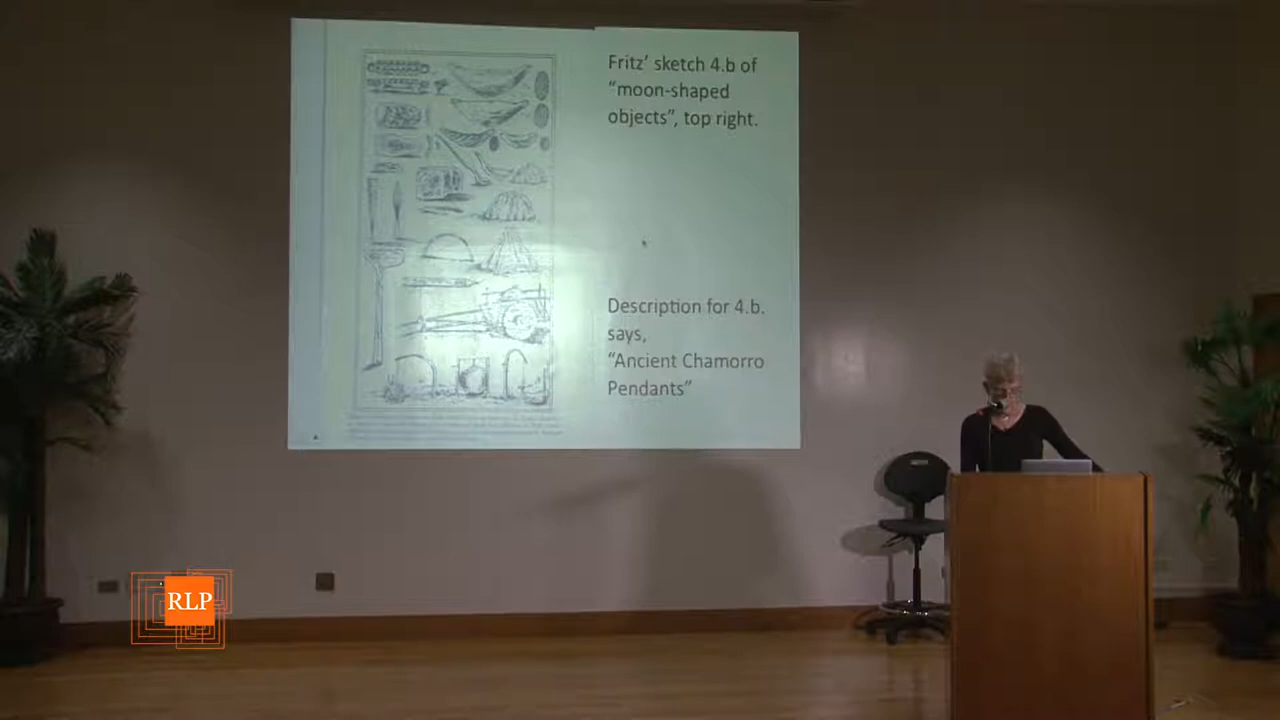 Fritz' sketch 4.b of
“moon-shaped
objects”, top right.
Description for 4.b.
says,
“Ancient Chamorro
Pendants”
RLP